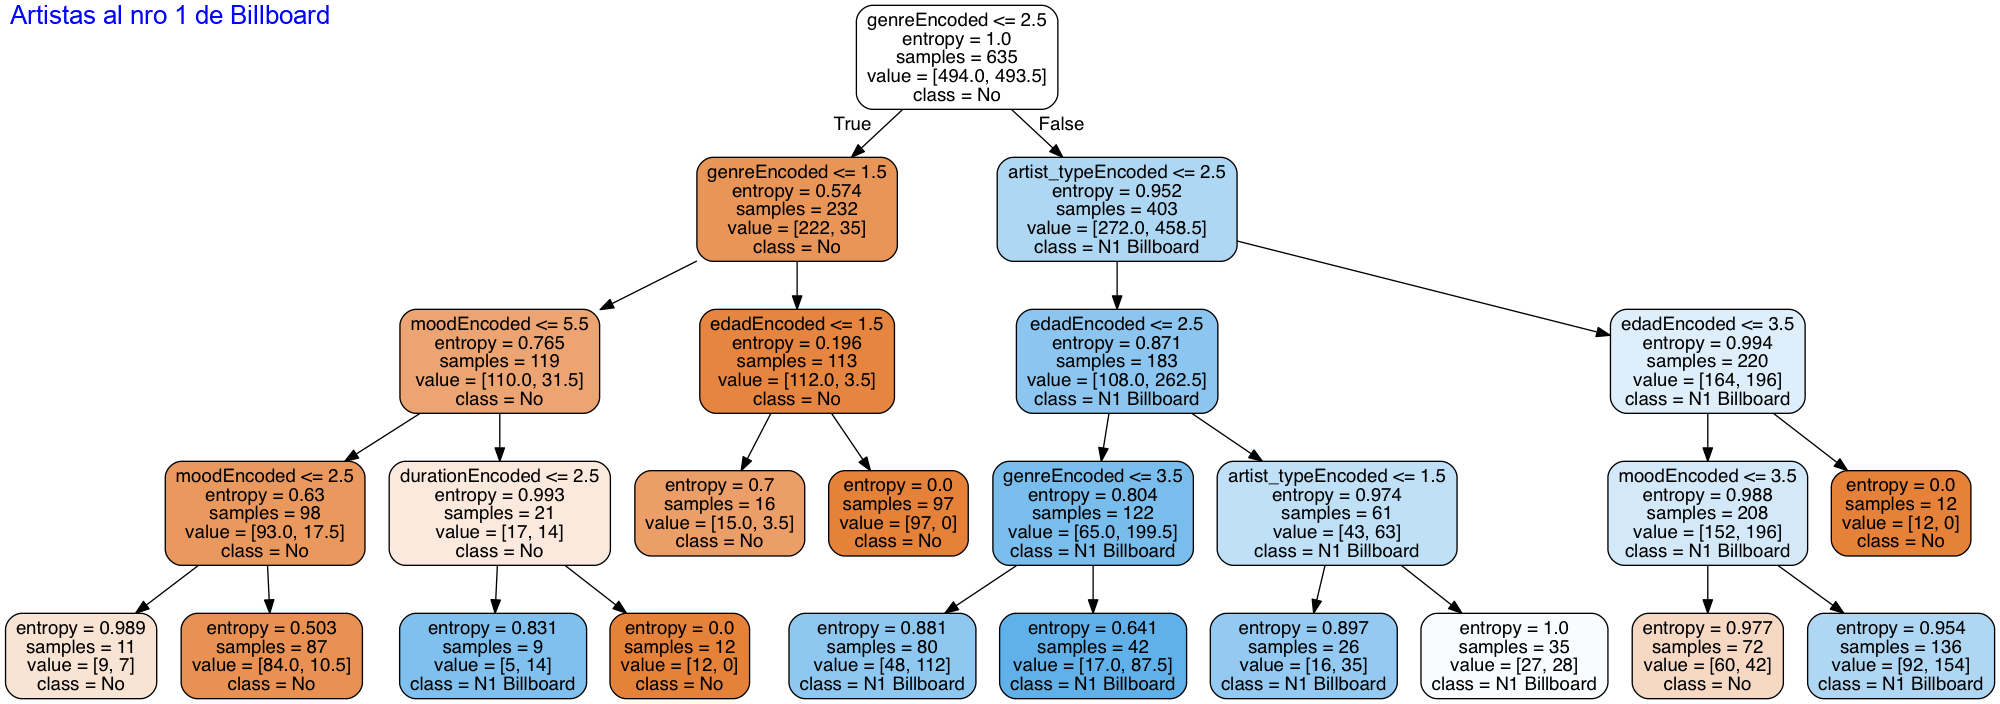 Artistas al nro 1 de Billboard
genreEncoded <= 2.5
entropy = 1.0
samples = 635
value = [494.0, 493.5]
class = No
True
False
genreEncoded <= 1.5
entropy = 0.574
samples = 232
value = [222, 35]
class = No
artist_typeEncoded <= 2.5
entropy = 0.952
samples = 403
value = [272.0, 458.5]
class = N1 Billboard
moodEncoded <= 5.5
entropy = 0.765
samples = 119
value = [110.0, 31.5]
class = No
edadEncoded <= 1.5
entropy = 0.196
samples = 113
value = [112.0, 3.5]
class = No
edadEncoded <= 2.5
entropy = 0.871
samples = 183
value = [108.0, 262.5]
class = N1 Billboard
edadEncoded <= 3.5
entropy = 0.994
samples = 220
value = [164, 196]
class = N1 Billboard
moodEncoded <= 2.5
entropy = 0.63
samples = 98
value = [93.0, 17.5]
class = No
durationEncoded <= 2.5
entropy = 0.993
samples = 21
value = [17, 14]
class = No
entropy = 0.7
samples = 16
value = [15.0, 3.5]
class = No
entropy = 0.0
samples = 97
value = [97, 0]
class = No
genreEncoded <= 3.5
entropy = 0.804
samples = 122
value = [65.0, 199.5]
class = N1 Billboard
artist_typeEncoded <= 1.5
entropy = 0.974
samples = 61
value = [43, 63]
class = N1 Billboard
moodEncoded <= 3.5
entropy = 0.988
samples = 208
value = [152, 196]
class = N1 Billboard
entropy = 0.0
samples = 12
value = [12, 0]
class = No
entropy = 0.989
samples = 11
value = [9, 7]
class = No
entropy = 0.503
samples = 87
value = [84.0, 10.5]
class = No
entropy = 0.831
samples = 9
value = [5, 14]
class = N1 Billboard
entropy = 0.0
samples = 12
value = [12, 0]
class = No
entropy = 0.881
samples = 80
value = [48, 112]
class = N1 Billboard
entropy = 0.641
samples = 42
value = [17.0, 87.5]
class = N1 Billboard
entropy = 0.897
samples = 26
value = [16, 35]
class = N1 Billboard
entropy = 1.0
samples = 35
value = [27, 28]
class = N1 Billboard
entropy = 0.977
samples = 72
value = [60, 42]
class = No
entropy = 0.954
samples = 136
value = [92, 154]
class = N1 Billboard